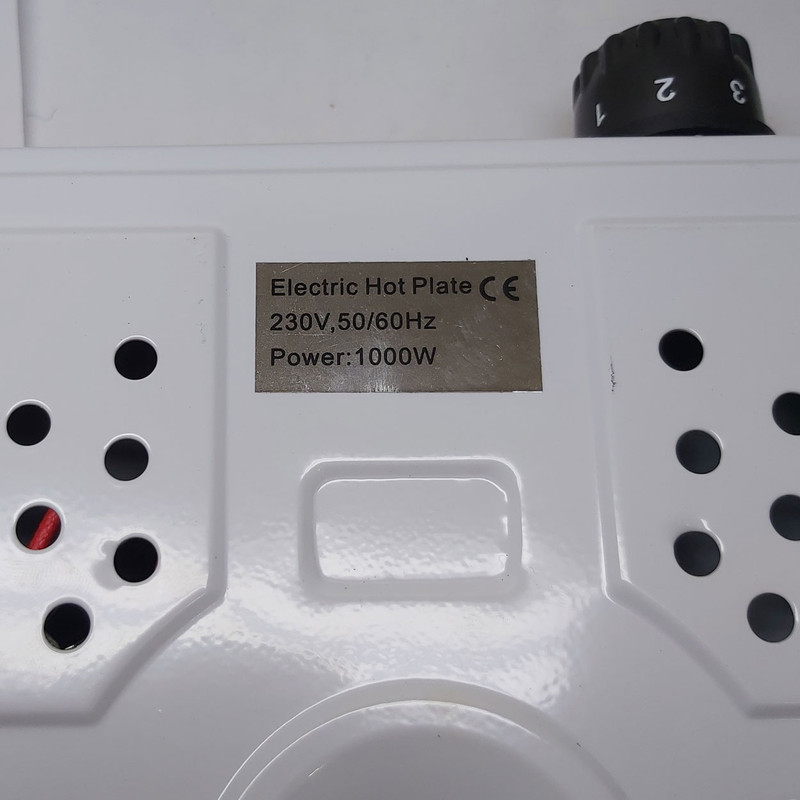 1 2 3
Electric Hot Plate CE
230V,50/60Hz
Power:1000W